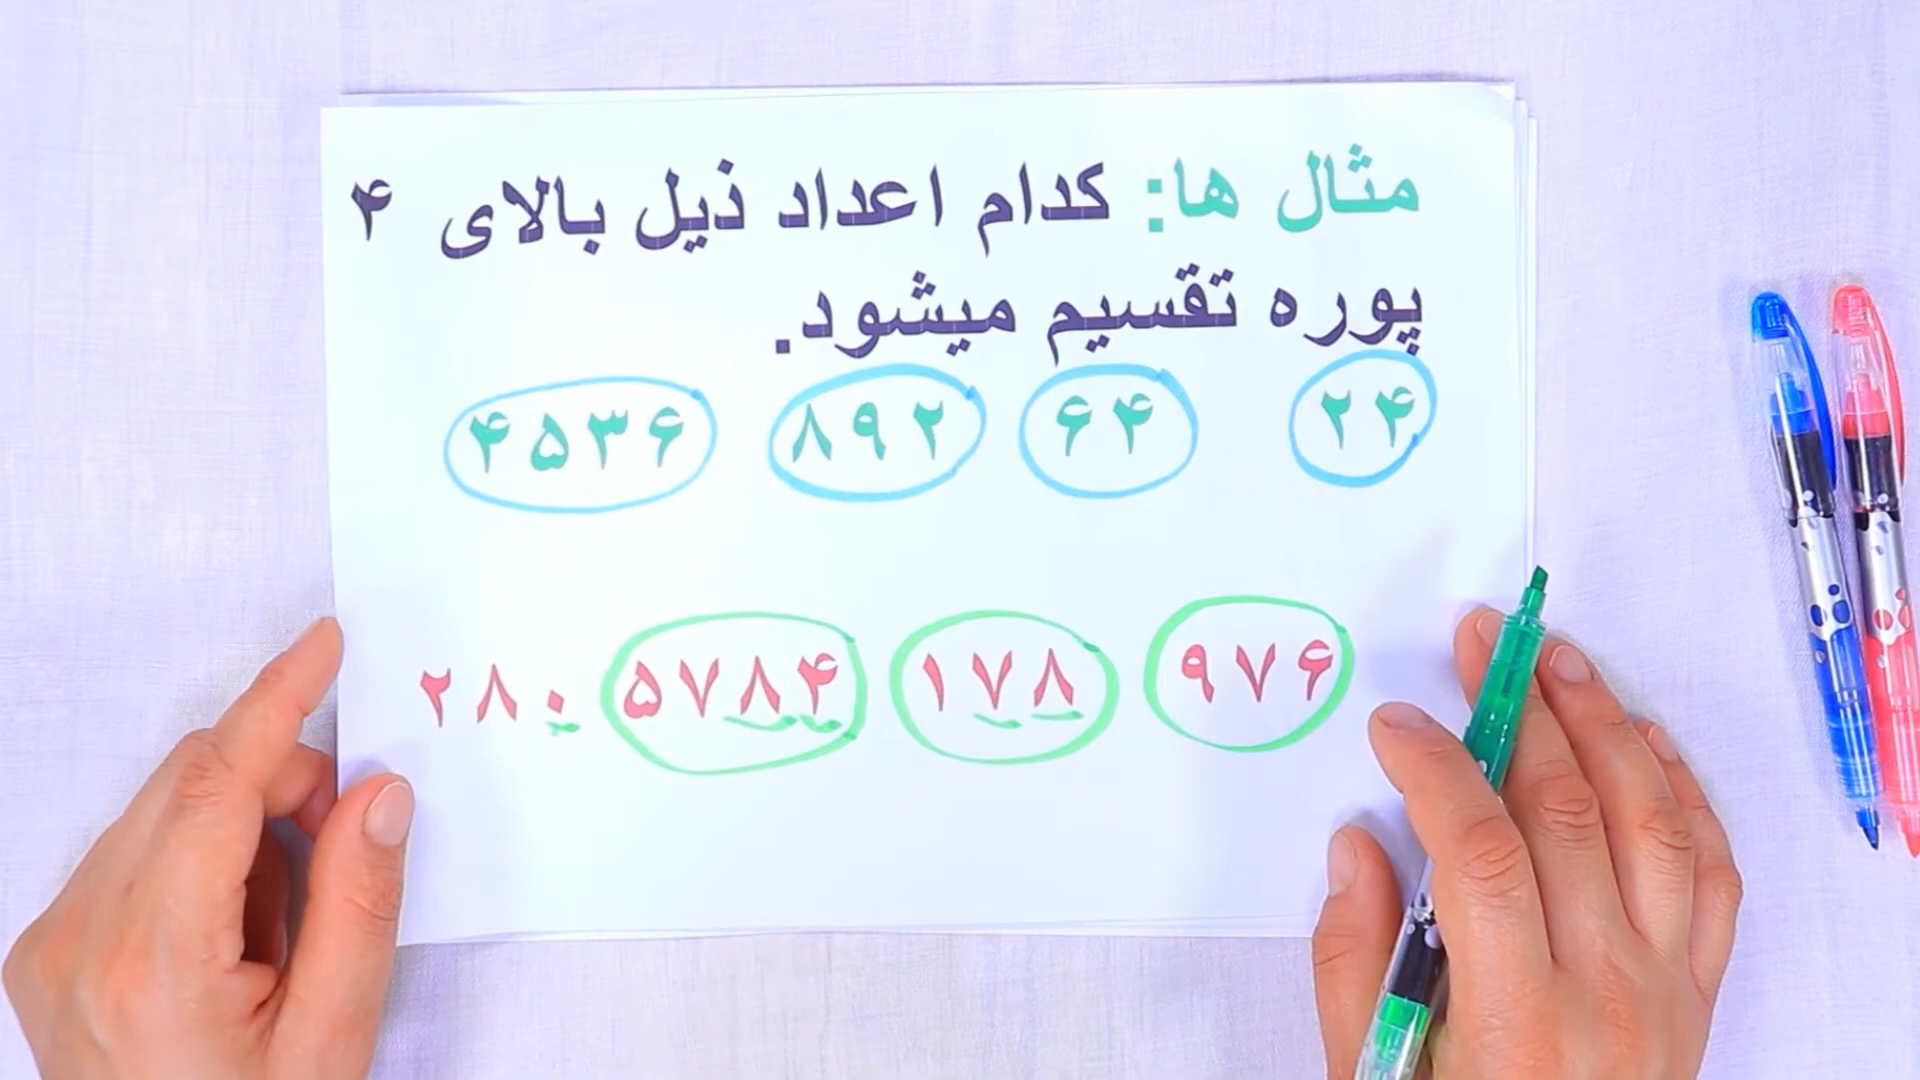 مثال ها: کدام اعداد ذیل بالای ۴
پوره تقسیم میشود.
۲۴ ۶۴ ۸۹۲ ۴۵۳۶
۹۷۶ ۱۷۸ ۵۷۸۴ ۲۸۰